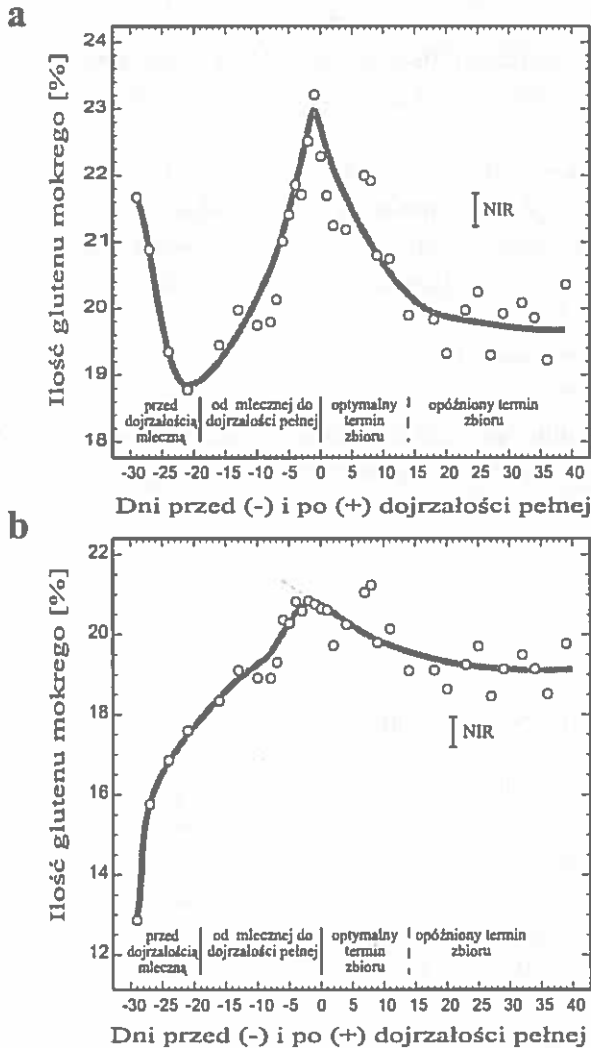 a
Ilość glutenu mokrego [%]
24
23
22
21
20
19
18
NIR
przed dojrzałością mleczną
od mlecznej do dojrzałości pełnej
optymalny termin zbioru
opóźniony termin zbioru
-30 -25 -20 -15 -10 -5 0 5 10 15 20 25 30 35 40
Dni przed (-) i po (+) dojrzałości pełnej
b
Ilość glutenu mokrego [%]
22
20
18
16
14
12
NIR
przed dojrzałością mleczną
od mlecznej do dojrzałości pełnej
optymalny termin zbioru
opóźniony termin zbioru
-30 -25 -20 -15 -10 -5 0 5 10 15 20 25 30 35 40
Dni przed (-) i po (+) dojrzałości pełnej